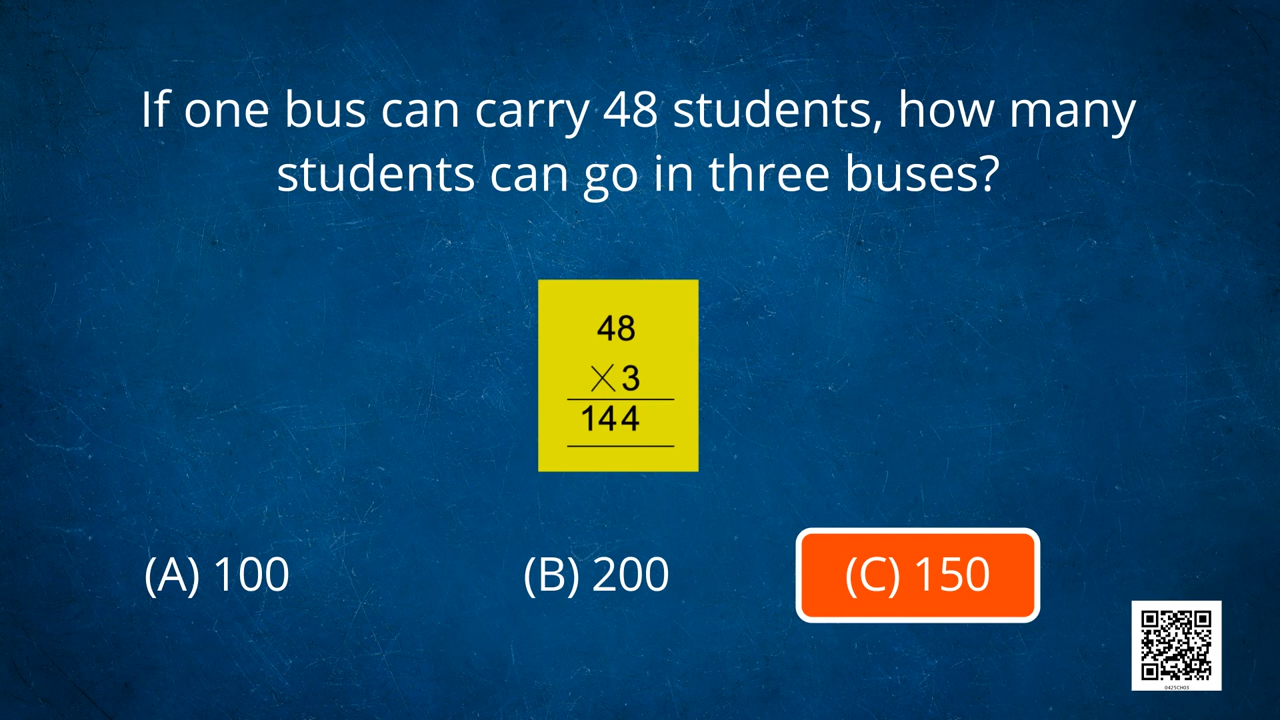 If one bus can carry 48 students, how many
students can go in three buses?
48
×3
144
(A) 100
(B) 200
(C) 150
0425CH03